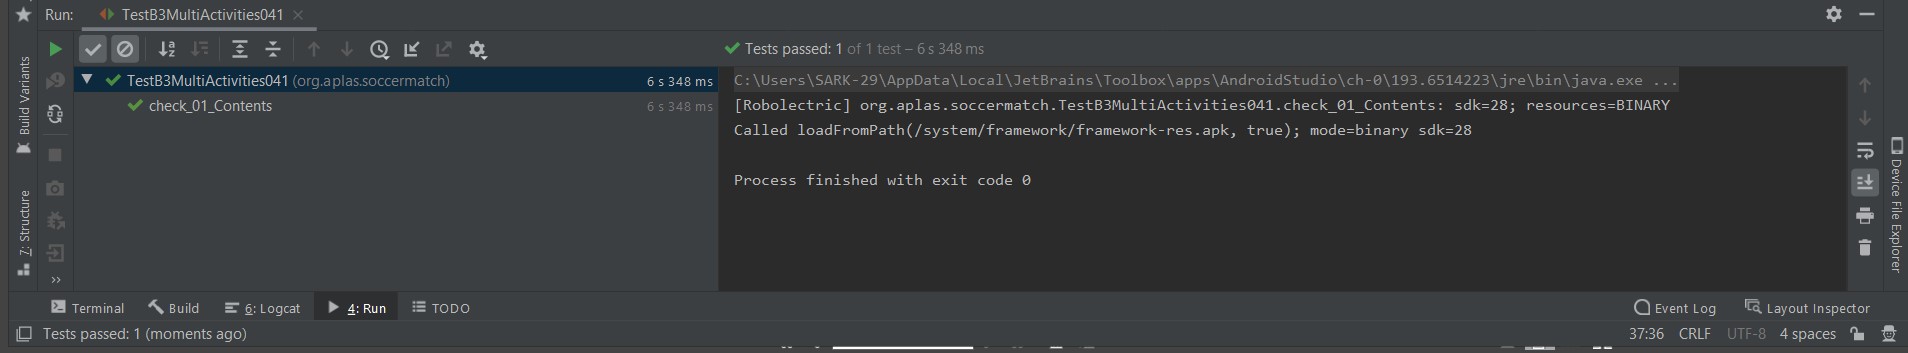 Run: TestB3MultiActivities041
Tests passed: 1 of 1 test – 6 s 348 ms
TestB3MultiActivities041 (org.aplas.soccermatch) 6 s 348 ms
check_01_Contents 6 s 348 ms
C:\Users\SARK-29\AppData\Local\JetBrains\Toolbox\apps\AndroidStudio\ch-0\193.6514223\jre\bin\java.exe ...
[Robolectric] org.aplas.soccermatch.TestB3MultiActivities041.check_01_Contents: sdk=28; resources=BINARY
Called loadFromPath(/system/framework/framework-res.apk, true); mode=binary sdk=28
Process finished with exit code 0
Build Variants
7: Structure
Device File Explorer
Terminal Build 6: Logcat 4: Run TODO Event Log Layout Inspector
Tests passed: 1 (moments ago) 37:36 CRLF UTF-8 4 spaces